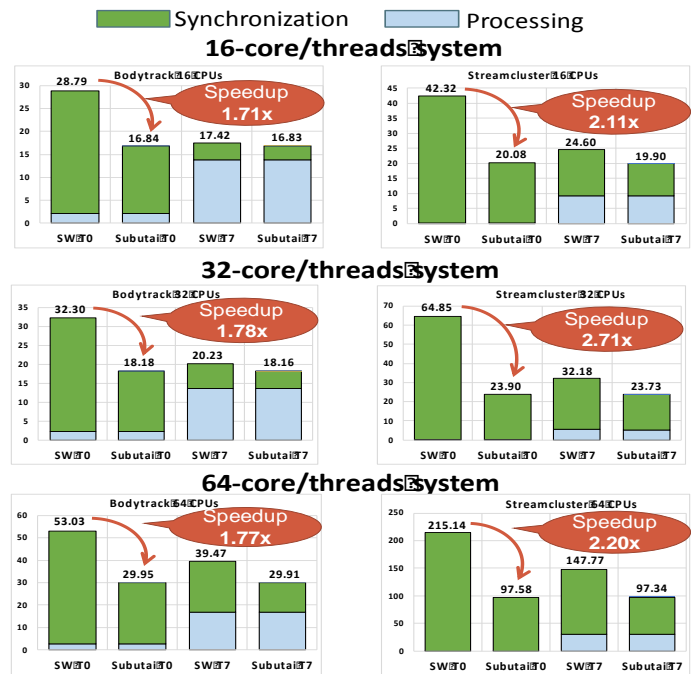 Synchronization Processing
16-core/threads⍰system
Bodytrack⍰16⍰CPUs
30
25
20
15
10
5
0
28.79
16.84
17.42
16.83
Speedup
1.71x
SW⍰T0 Subutai⍰T0 SW⍰T7 Subutai⍰T7
Streamcluster⍰16⍰CPUs
45
40
35
30
25
20
15
10
5
0
42.32
20.08
24.60
19.90
Speedup
2.11x
SW⍰T0 Subutai⍰T0 SW⍰T7 Subutai⍰T7
32-core/threads⍰system
Bodytrack⍰32⍰CPUs
35
30
25
20
15
10
5
0
32.30
18.18
20.23
18.16
Speedup
1.78x
SW⍰T0 Subutai⍰T0 SW⍰T7 Subutai⍰T7
Streamcluster⍰32⍰CPUs
70
60
50
40
30
20
10
0
64.85
23.90
32.18
23.73
Speedup
2.71x
SW⍰T0 Subutai⍰T0 SW⍰T7 Subutai⍰T7
64-core/threads⍰system
Bodytrack⍰64⍰CPUs
60
50
40
30
20
10
0
53.03
29.95
39.47
29.91
Speedup
1.77x
SW⍰T0 Subutai⍰T0 SW⍰T7 Subutai⍰T7
Streamcluster⍰64⍰CPUs
250
200
150
100
50
0
215.14
97.58
147.77
97.34
Speedup
2.20x
SW⍰T0 Subutai⍰T0 SW⍰T7 Subutai⍰T7